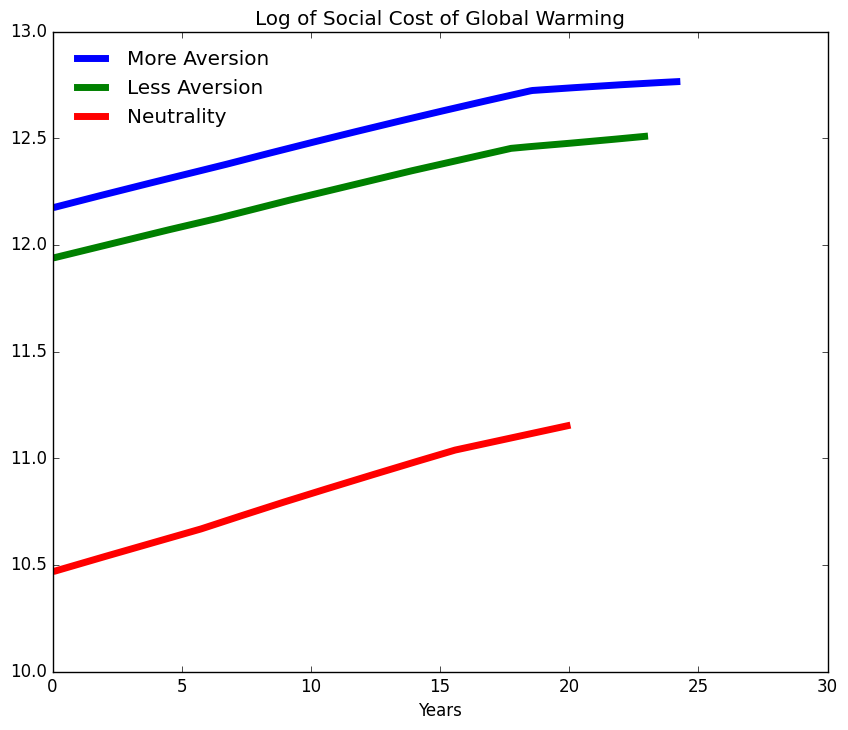 Log of Social Cost of Global Warming
13.0
More Aversion
Less Aversion
Neutrality
12.5
12.0
11.5
11.0
10.5
10.0
0 5 10 15 20 25 30
Years